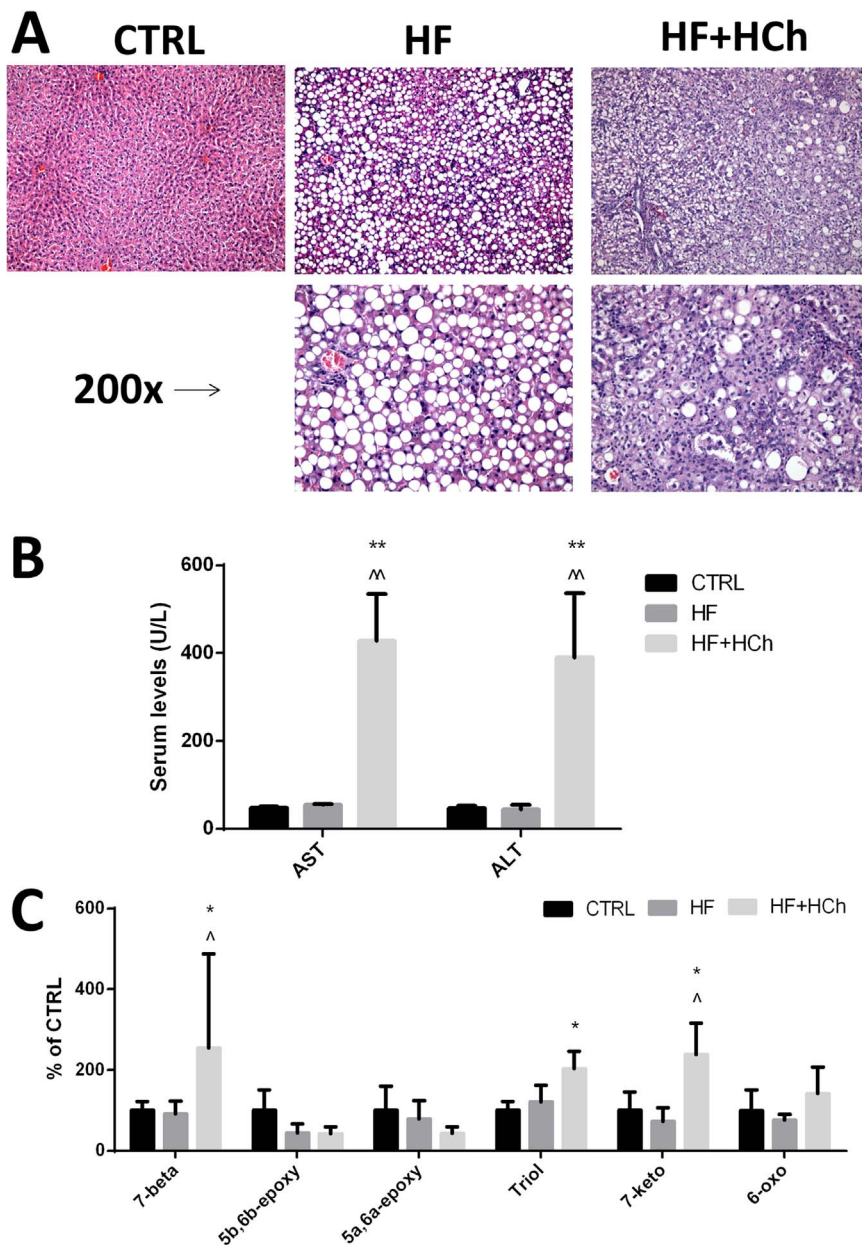 A
CTRL HF HF+HCh
200x →
B
** **
^^ ^^
600
400
200
0
Serum levels (U/L)
AST ALT
CTRL
HF
HF+HCh
C
CTRL HF HF+HCh
600
400
200
0
% of CTRL
*
^
*
*
^
7-beta 5b,6b-epoxy 5a,6a-epoxy Triol 7-keto 6-oxo